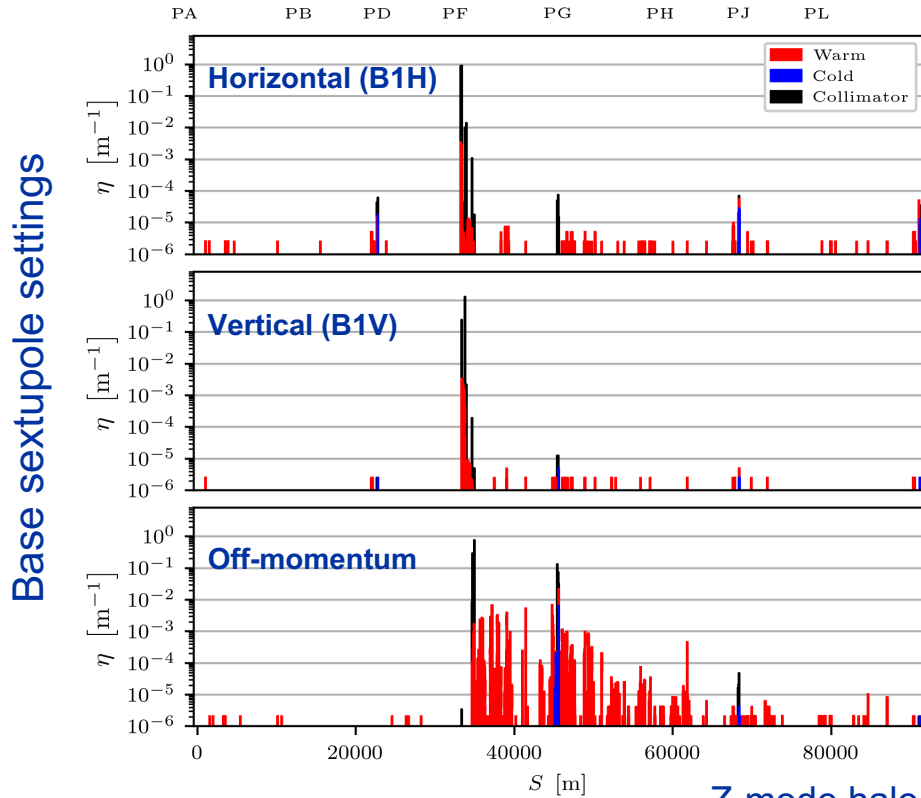 PA PB PD PF PG PH PJ PL
Base sextupole settings
η [m⁻¹]
10⁰
10⁻¹
10⁻²
10⁻³
10⁻⁴
10⁻⁵
10⁻⁶
Horizontal (B1H)
Warm
Cold
Collimator
η [m⁻¹]
10⁰
10⁻¹
10⁻²
10⁻³
10⁻⁴
10⁻⁵
10⁻⁶
Vertical (B1V)
η [m⁻¹]
10⁰
10⁻¹
10⁻²
10⁻³
10⁻⁴
10⁻⁵
10⁻⁶
Off-momentum
0 20000 40000 60000 80000
S [m]
Z mode halo